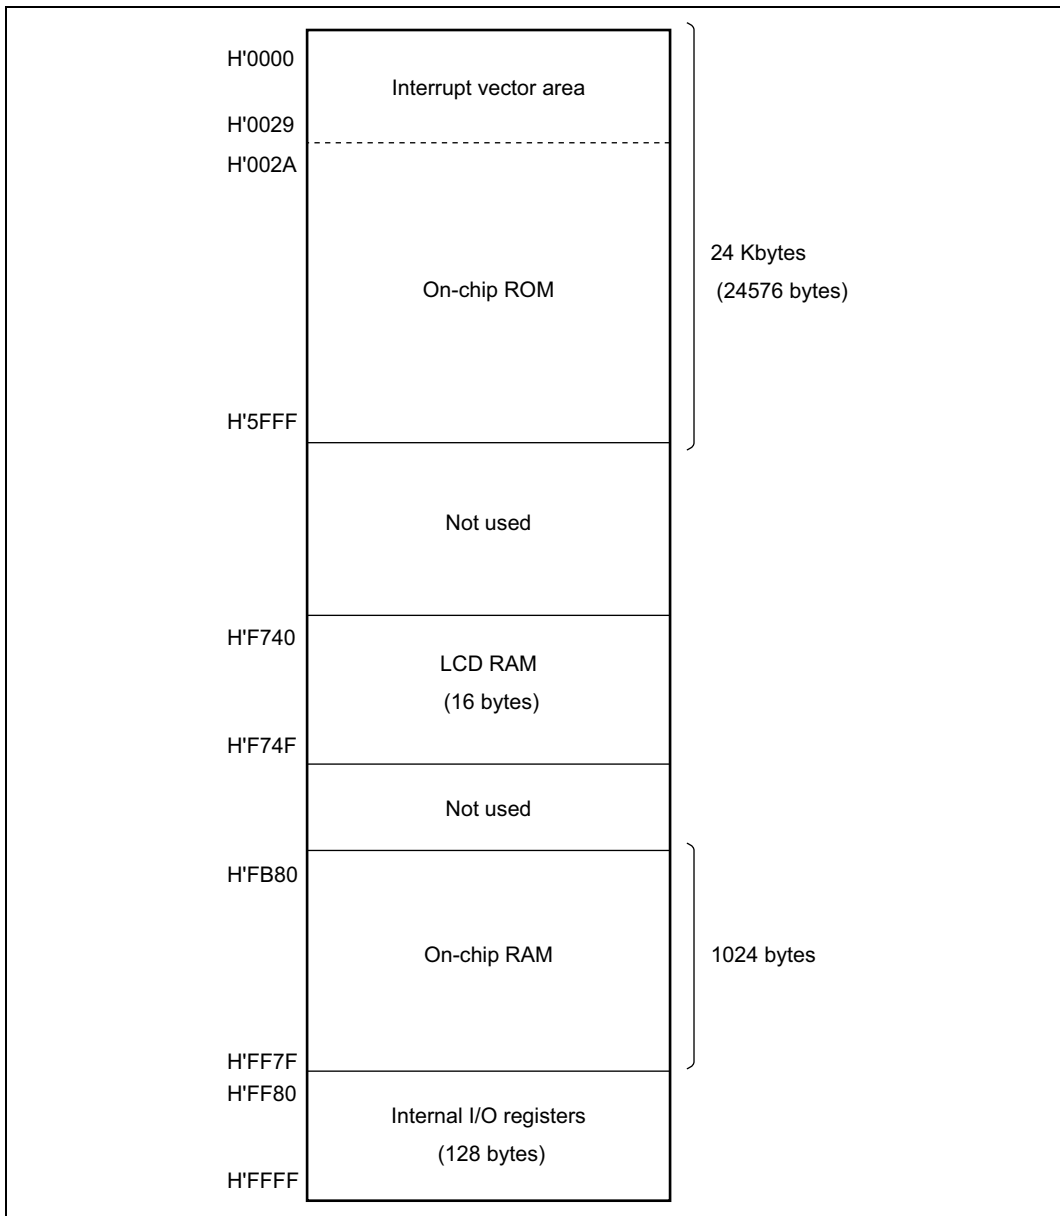 H'0000
Interrupt vector area
H'0029
H'002A
24 Kbytes
(24576 bytes)
On-chip ROM
H'5FFF
Not used
H'F740
LCD RAM
(16 bytes)
H'F74F
Not used
H'FB80
On-chip RAM
1024 bytes
H'FF7F
H'FF80
Internal I/O registers
(128 bytes)
H'FFFF